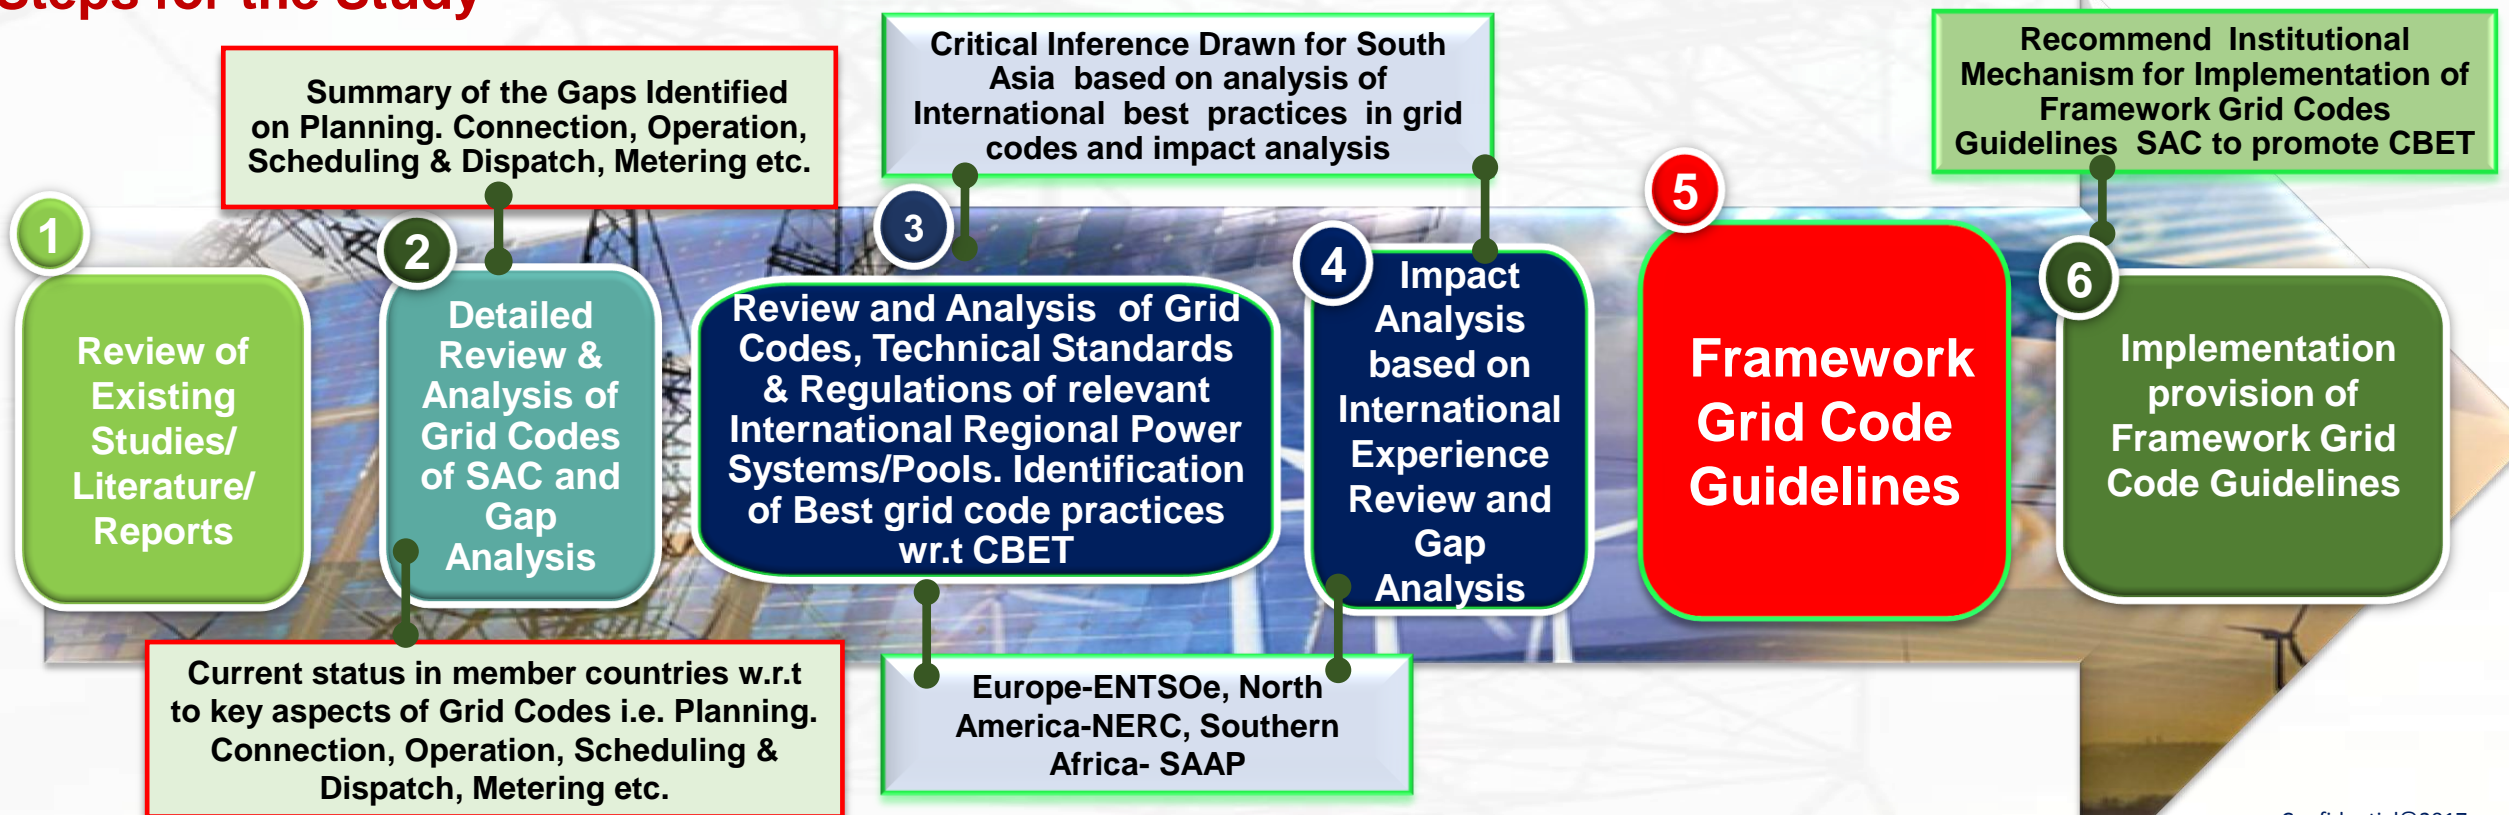 Steps for the Study
Summary of the Gaps Identified
on Planning. Connection, Operation,
Scheduling & Dispatch, Metering etc.
Critical Inference Drawn for South
Asia based on analysis of
International best practices in grid
codes and impact analysis
Recommend Institutional
Mechanism for Implementation of
Framework Grid Codes
Guidelines SAC to promote CBET
1
Review of
Existing
Studies/
Literature/
Reports
2
Detailed
Review &
Analysis of
Grid Codes
of SAC and
Gap
Analysis
3
Review and Analysis of Grid
Codes, Technical Standards
& Regulations of relevant
International Regional Power
Systems/Pools. Identification
of Best grid code practices
wr.t CBET
4
Impact
Analysis
based on
International
Experience
Review and
Gap
Analysis
5
Framework
Grid Code
Guidelines
6
Implementation
provision of
Framework Grid
Code Guidelines
Current status in member countries w.r.t
to key aspects of Grid Codes i.e. Planning.
Connection, Operation, Scheduling &
Dispatch, Metering etc.
Europe-ENTSOe, North
America-NERC, Southern
Africa- SAAP
Confidential©2017